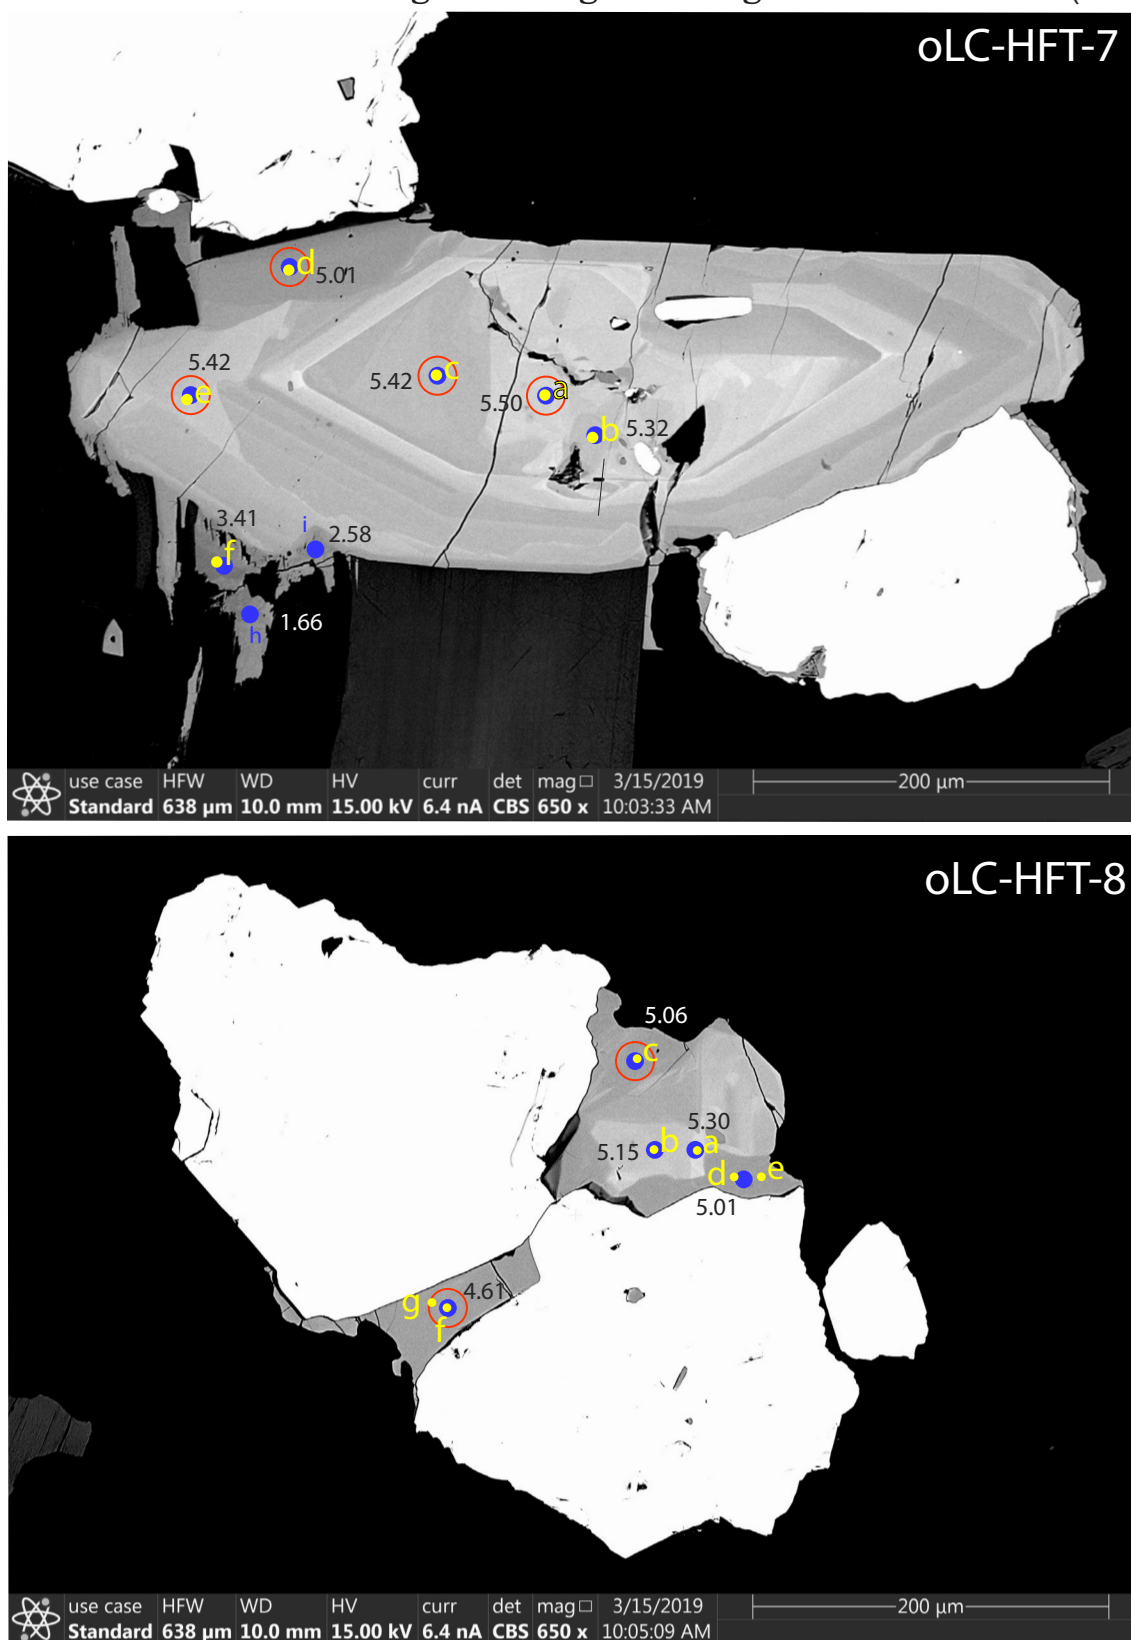 oLC-HFT-7
d
5.01
5.42
e
c
5.42
a
5.50
b
5.32
3.41
f
i
2.58
h
1.66
use case HFW WD HV curr det mag □ 3/15/2019 200 µm
Standard 638 µm 10.0 mm 15.00 kV 6.4 nA CBS 650 x 10:03:33 AM
oLC-HFT-8
5.06
c
5.30
5.15
b
a
d
e
5.01
g
4.61
f
use case HFW WD HV curr det mag □ 3/15/2019 200 µm
Standard 638 µm 10.0 mm 15.00 kV 6.4 nA CBS 650 x 10:05:09 AM